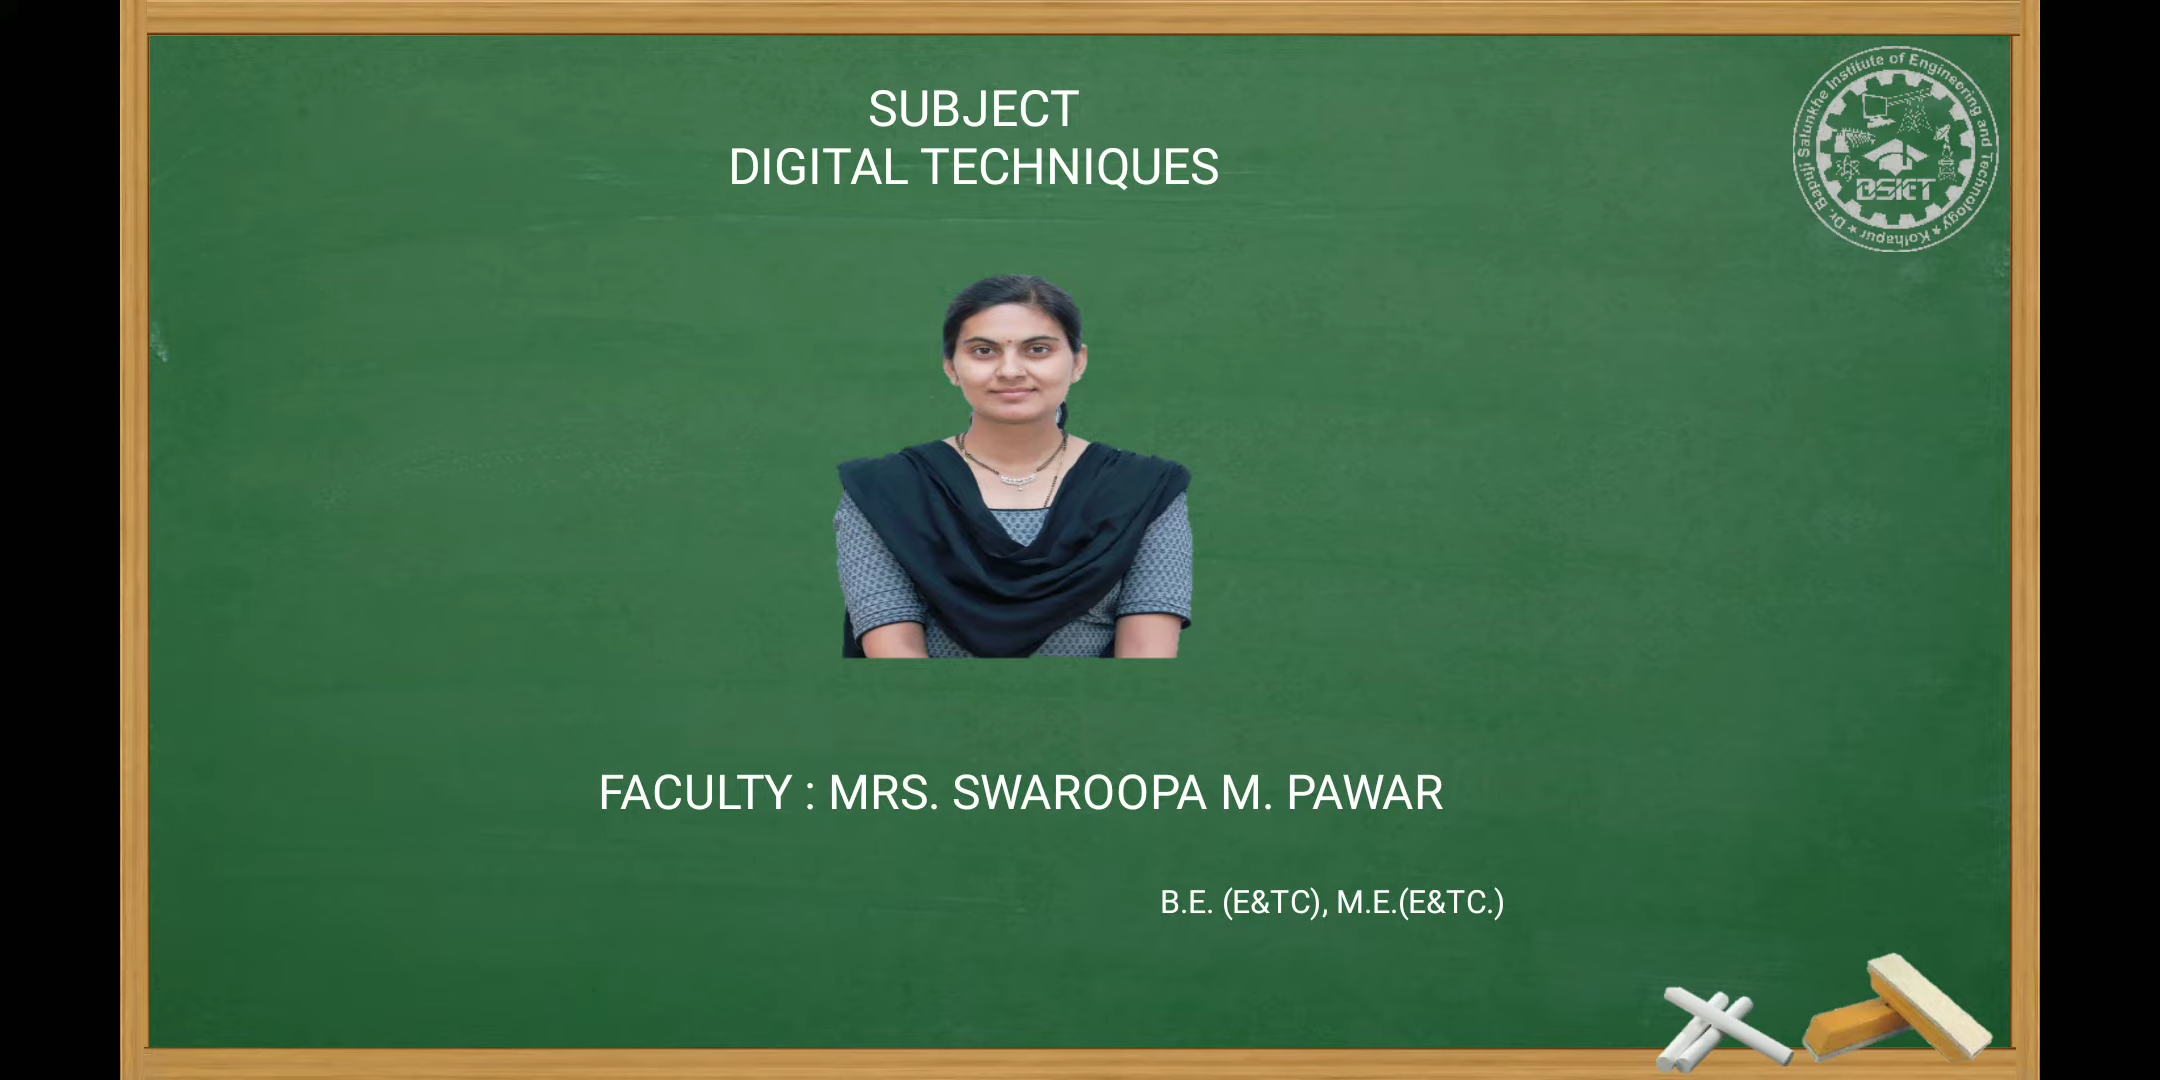 SUBJECT
DIGITAL TECHNIQUES
Dr. Bapuji Salunkhe Institute of Engineering and Technology
★ Kolhapur ★
BSIET
FACULTY : MRS. SWAROOPA M. PAWAR
B.E. (E&TC), M.E.(E&TC.)